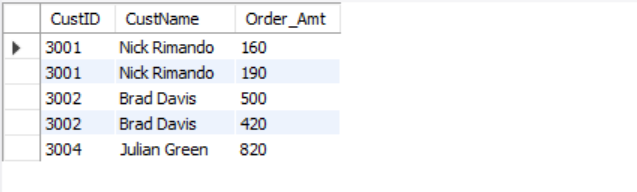 CustID CustName Order_Amt
3001 Nick Rimando 160
3001 Nick Rimando 190
3002 Brad Davis 500
3002 Brad Davis 420
3004 Julian Green 820